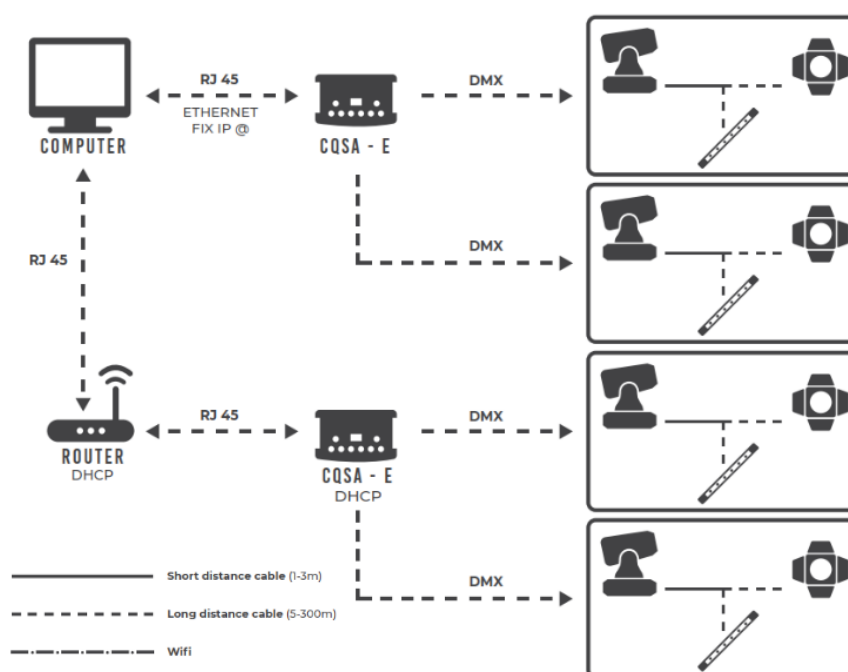 RJ 45
DMX
ETHERNET
FIX IP @
COMPUTER
CQSA - E
DMX
RJ 45
RJ 45
DMX
ROUTER
DHCP
CQSA - E
DHCP
Short distance cable (1-3m)
DMX
Long distance cable (5-300m)
Wifi